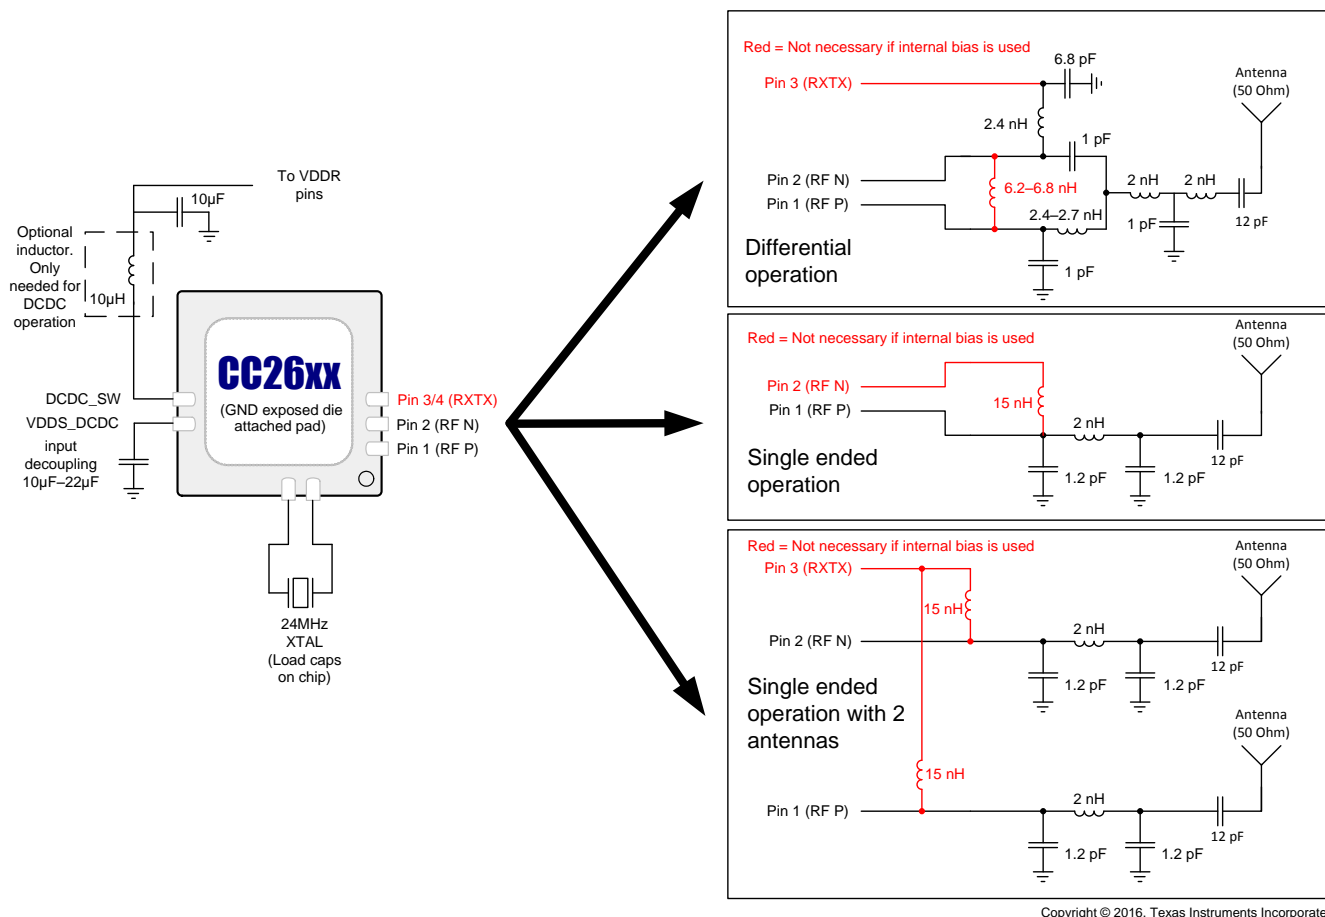 To VDDR
pins
10µF
Optional
inductor.
Only
needed for
DCDC
operation
10µH
CC26xx
(GND exposed die
attached pad)
DCDC_SW
VDDS_DCDC
input
decoupling
10µF–22µF
Pin 3/4 (RXTX)
Pin 2 (RF N)
Pin 1 (RF P)
24MHz
XTAL
(Load caps
on chip)
Red = Not necessary if internal bias is used
Pin 3 (RXTX)
6.8 pF
Antenna
(50 Ohm)
2.4 nH
1 pF
Pin 2 (RF N)
6.2–6.8 nH
Pin 1 (RF P)
2.4–2.7 nH
2 nH
2 nH
1 pF
12 pF
1 pF
Differential
operation
Red = Not necessary if internal bias is used
Antenna
(50 Ohm)
Pin 2 (RF N)
Pin 1 (RF P)
15 nH
2 nH
12 pF
1.2 pF
1.2 pF
Single ended
operation
Red = Not necessary if internal bias is used
Pin 3 (RXTX)
Antenna
(50 Ohm)
15 nH
Pin 2 (RF N)
2 nH
12 pF
1.2 pF
1.2 pF
Single ended
operation with 2
antennas
Antenna
(50 Ohm)
15 nH
Pin 1 (RF P)
2 nH
12 pF
1.2 pF
1.2 pF
Copyright © 2016, Texas Instruments Incorporate